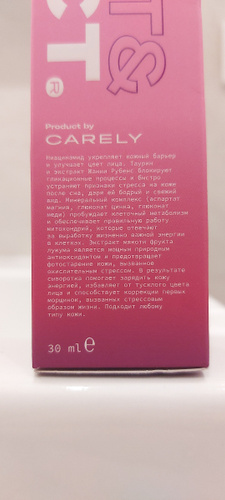 T&
CT®
Product by
CARELY
Ниацинамид укрепляет кожный барьер
и улучшает цвет лица. Таурин
и экстракт Жании Рубенс блокируют
гликационные процессы и быстро
устраняют признаки стресса на коже
после сна, даря ей бодрый и свежий
вид. Минеральный комплекс (аспартат
магния, глюконат цинка, глюконат
меди) пробуждает клеточный метаболизм
и обеспечивает правильную работу
митохондрий, которые отвечают
за выработку жизненно важной энергии
в клетках. Экстракт мякоти фрукта
лукума является мощным природным
антиоксидантом и предотвращает
фотостарение кожи, вызванное
окислительным стрессом. В результате
сыворотка помогает зарядить кожу
энергией, избавляет от тусклого цвета
лица и способствует коррекции первых
морщинок, вызванных стрессовым
образом жизни. Подходит любому
типу кожи.
30 ml ℮